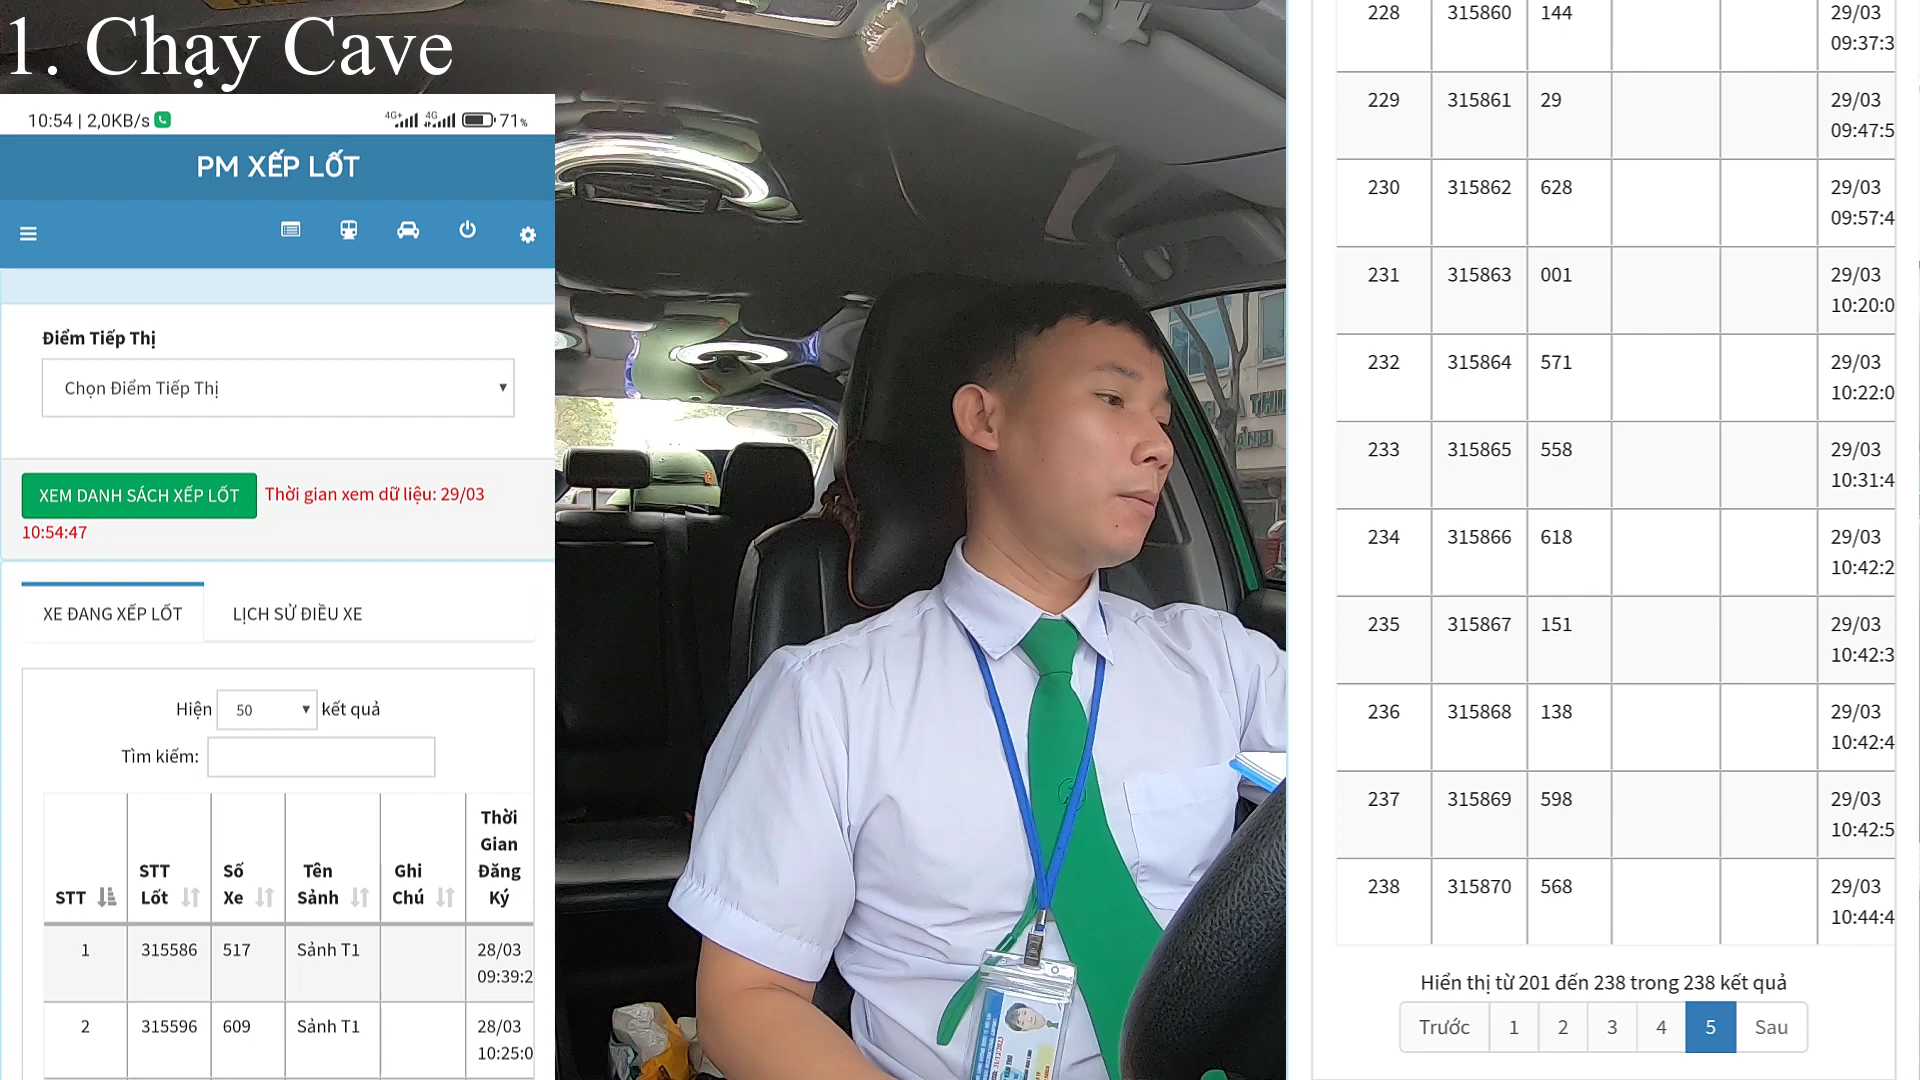 1. Chạy Cave
10:54 | 2,0KB/s 4G+ 4G 71%
PM XẾP LỐT
Điểm Tiếp Thị
Chọn Điểm Tiếp Thị
XEM DANH SÁCH XẾP LỐT Thời gian xem dữ liệu: 29/03
10:54:47
XE ĐANG XẾP LỐT LỊCH SỬ ĐIỀU XE
Hiện 50 kết quả
Tìm kiếm:
STT STT Lốt Số Xe Tên Sảnh Ghi Chú Thời Gian Đăng Ký
1 315586 517 Sảnh T1 28/03 09:39:2
2 315596 609 Sảnh T1 28/03 10:25:0
228 315860 144 29/03 09:37:3
229 315861 29 29/03 09:47:5
230 315862 628 29/03 09:57:4
231 315863 001 29/03 10:20:0
232 315864 571 29/03 10:22:0
233 315865 558 29/03 10:31:4
234 315866 618 29/03 10:42:2
235 315867 151 29/03 10:42:3
236 315868 138 29/03 10:42:4
237 315869 598 29/03 10:42:5
238 315870 568 29/03 10:44:4
Hiển thị từ 201 đến 238 trong 238 kết quả
Trước 1 2 3 4 5 Sau
31/12/2023